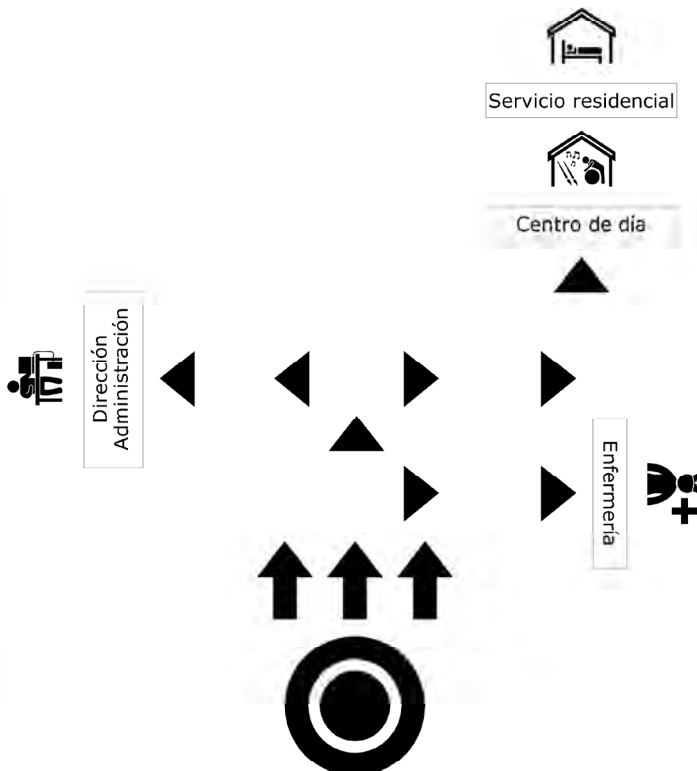 Servicio residencial
Centro de día
Dirección
Administración
Enfermería